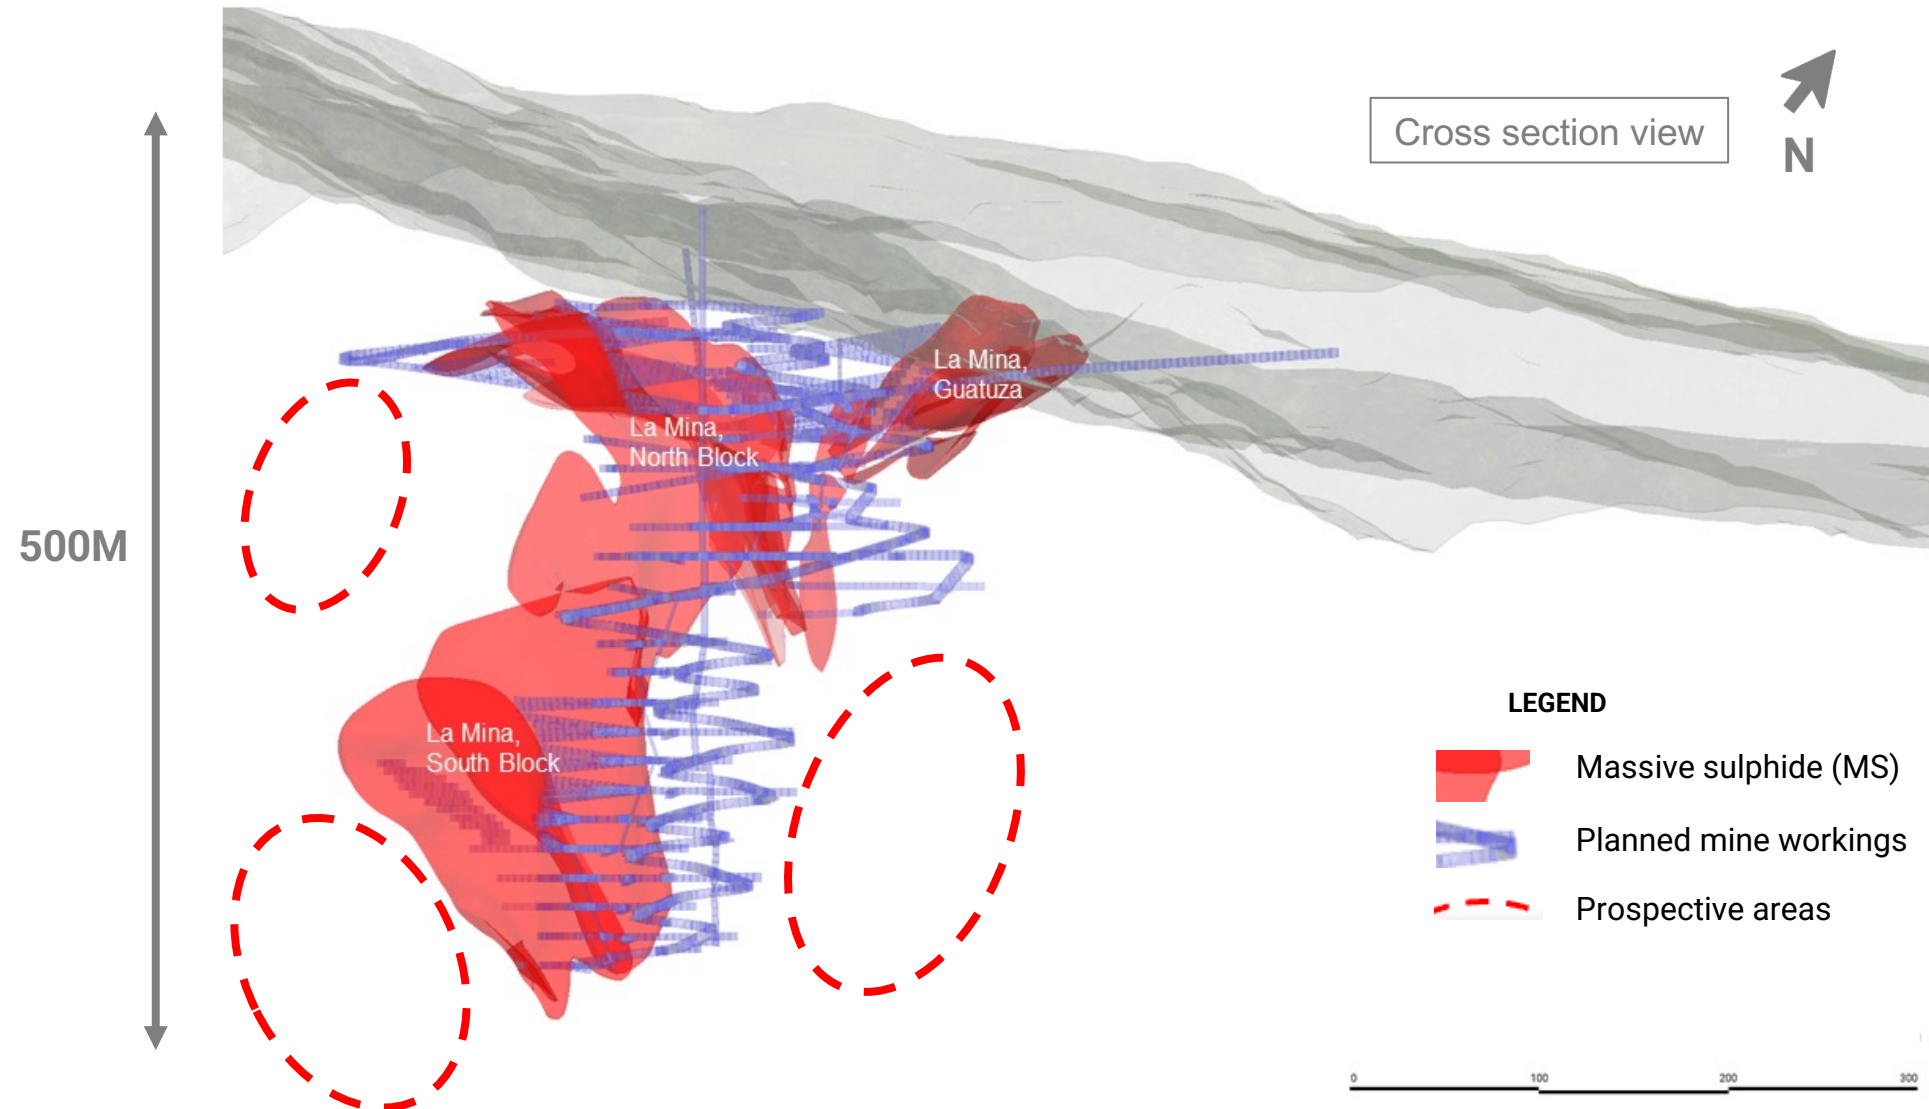 Cross section view
N
La Mina,
Guatuza
La Mina,
North Block
500M
La Mina,
South Block
LEGEND
Massive sulphide (MS)
Planned mine workings
Prospective areas
0 100 200 300